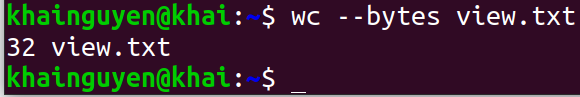 khainguyen@khai:~$ wc --bytes view.txt
32 view.txt
khainguyen@khai:~$ _